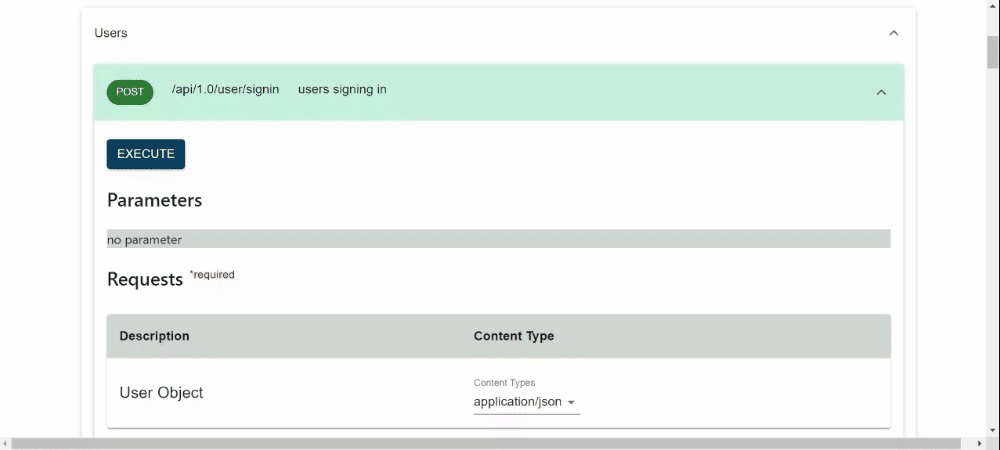 Users
POST /api/1.0/user/signin users signing in
EXECUTE
Parameters
no parameter
Requests *required
Description Content Type
Content Types
User Object application/json